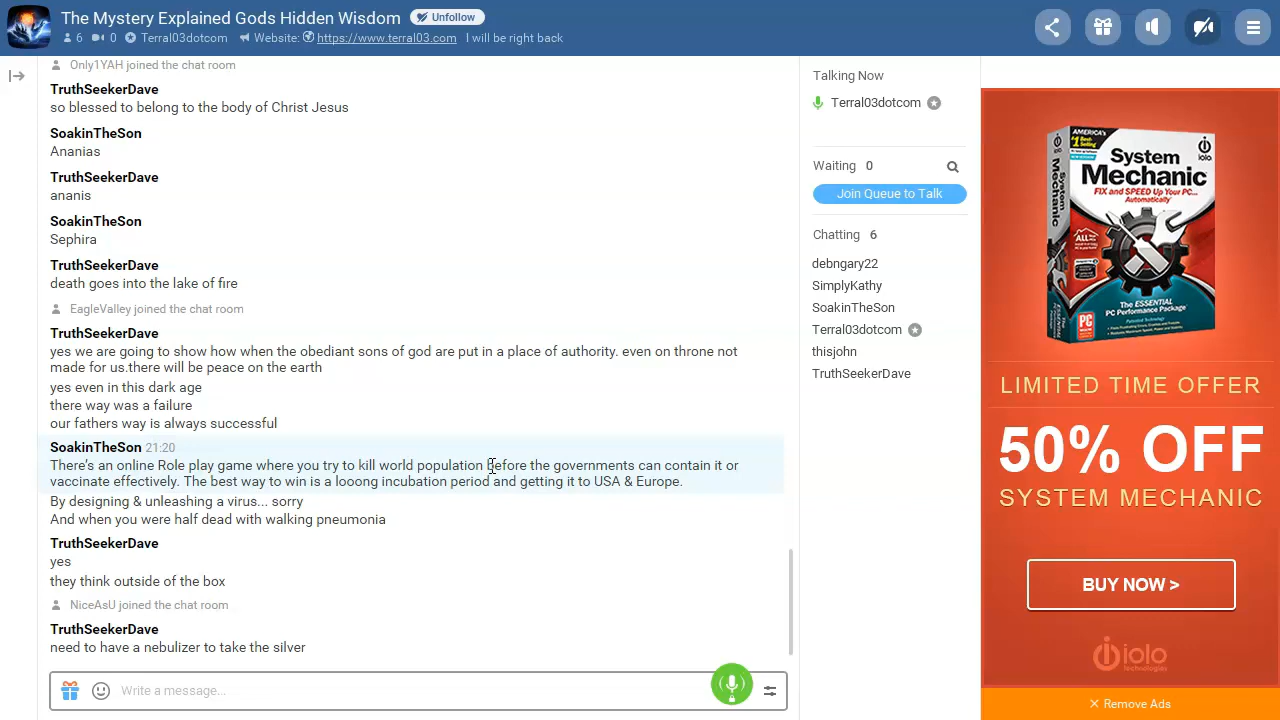 The Mystery Explained Gods Hidden Wisdom
Unfollow
6 0 Terral03dotcom Website: https://www.terral03.com I will be right back
Only1YAH joined the chat room
TruthSeekerDave
so blessed to belong to the body of Christ Jesus
SoakinTheSon
Ananias
TruthSeekerDave
ananis
SoakinTheSon
Sephira
TruthSeekerDave
death goes into the lake of fire
EagleValley joined the chat room
TruthSeekerDave
yes we are going to show how when the obediant sons of god are put in a place of authority. even on throne not
made for us.there will be peace on the earth
yes even in this dark age
there way was a failure
our fathers way is always successful
SoakinTheSon 21:20
There's an online Role play game where you try to kill world population before the governments can contain it or
vaccinate effectively. The best way to win is a looong incubation period and getting it to USA & Europe.
By designing & unleashing a virus... sorry
And when you were half dead with walking pneumonia
TruthSeekerDave
yes
they think outside of the box
NiceAsU joined the chat room
TruthSeekerDave
need to have a nebulizer to take the silver
Write a message...
Talking Now
Terral03dotcom
Waiting 0
Join Queue to Talk
Chatting 6
debngary22
SimplyKathy
SoakinTheSon
Terral03dotcom
thisjohn
TruthSeekerDave
AMERICA'S
#1 Best-
Selling
iolo
System
Mechanic
FIX and SPEED Up Your PC...
Automatically
The ESSENTIAL
PC Performance Package
LIMITED TIME OFFER
50% OFF
SYSTEM MECHANIC
BUY NOW >
iolo
technologies
Remove Ads